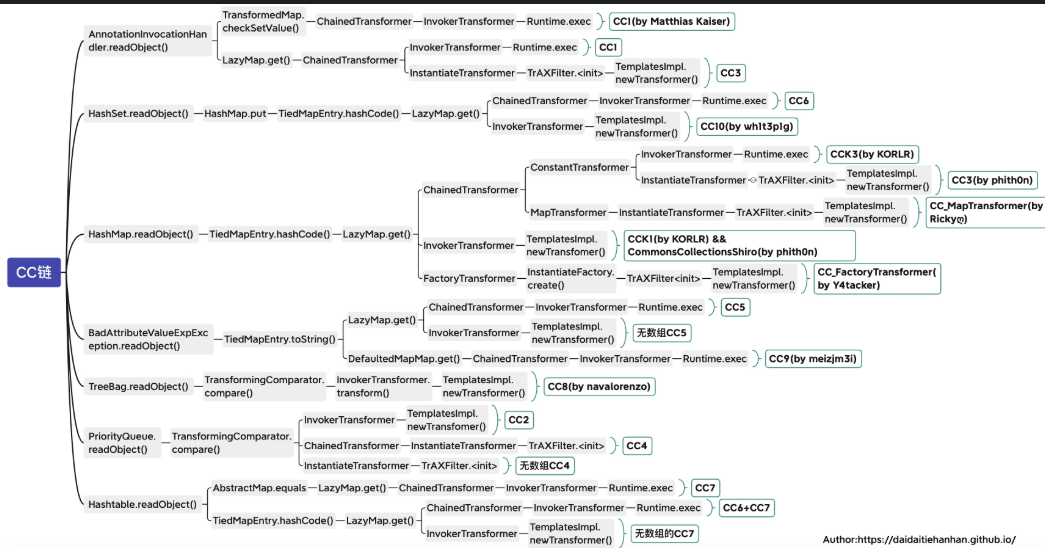 CC链
AnnotationInvocationHan
dler.readObject()
TransformedMap.
checkSetValue()
ChainedTransformer
InvokerTransformer
Runtime.exec
CC1(by Matthias Kaiser)
LazyMap.get()
ChainedTransformer
InvokerTransformer
Runtime.exec
CC1
InstantiateTransformer
TrAXFilter.<init>
TemplatesImpl.
newTransformer()
CC3
HashSet.readObject()
HashMap.put
TiedMapEntry.hashCode()
LazyMap.get()
ChainedTransformer
InvokerTransformer
Runtime.exec
CC6
InvokerTransformer
TemplatesImpl.
newTransformer()
CC10(by wh1t3p1g)
HashMap.readObject()
TiedMapEntry.hashCode()
LazyMap.get()
ChainedTransformer
ConstantTransformer
InvokerTransformer
Runtime.exec
CCK3(by KORLR)
InstantiateTransformer
TrAXFilter.<init>
TemplatesImpl.
newTransformer()
CC3(by phith0n)
MapTransformer
InstantiateTransformer
TrAXFilter.<init>
TemplatesImpl.
newTransformer()
CC_MapTransformer(by
InvokerTransformer
TemplatesImpl.
newTransfomer()
CCK1(by KORLR) &&
CommonsCollectionsShiro(by phith0n)
FactoryTransformer
InstantiateFactory.
create()
TrAXFilter<init>
TemplatesImpl.
newTransformer()
CC_FactoryTransformer(
by Y4tacker)
BadAttributeValueExpExc
eption.readObject()
TiedMapEntry.toString()
LazyMap.get()
ChainedTransformer
InvokerTransformer
Runtime.exec
CC5
InvokerTransformer
TemplatesImpl.
newTransformer()
无数组CC5
DefaultedMapMap.get()
ChainedTransformer
InvokerTransformer
Runtime.exec
CC9(by meizjm3i)
TreeBag.readObject()
TransformingComparator.
compare()
InvokerTransformer.
transform()
TemplatesImpl.
newTransformer()
CC8(by navalorenzo)
PriorityQueue.
readObject()
TransformingComparator.
compare()
InvokerTransformer
TemplatesImpl.
newTransfomer()
CC2
ChainedTransformer
InstantiateTransformer
TrAXFilter.<init>
CC4
InstantiateTransformer
TrAXFilter.<init>
无数组CC4
Hashtable.readObject()
AbstractMap.equals
LazyMap.get()
ChainedTransformer
InvokerTransformer
Runtime.exec
CC7
TiedMapEntry.hashCode()
LazyMap.get()
ChainedTransformer
InvokerTransformer
Runtime.exec
CC6+CC7
InvokerTransformer
TemplatesImpl.
newTransformer()
无数组的CC7
Author:https://daidaitiehanhan.github.io/